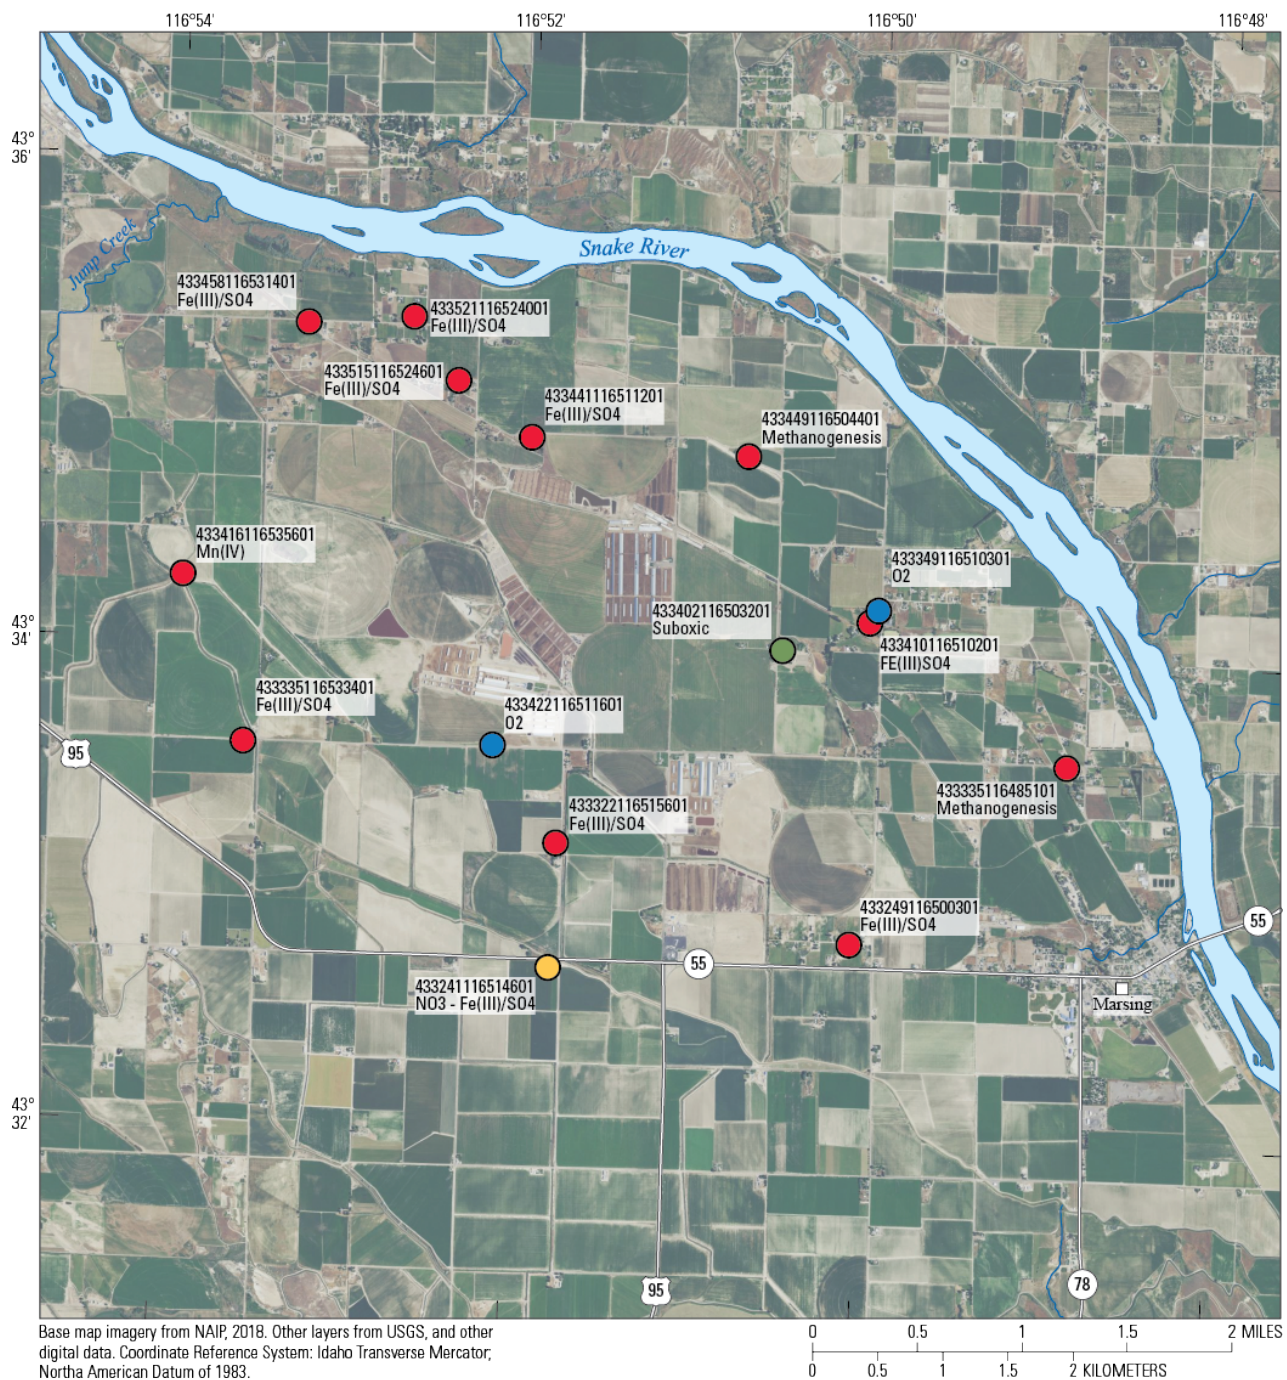 116°54' 116°52' 116°50' 116°48'
43°
36'
Jump Creek
Snake River
433458116531401
Fe(III)/SO4
433521116524001
Fe(III)/SO4
433515116524601
Fe(III)/SO4
433441116511201
Fe(III)/SO4
433449116504401
Methanogenesis
433416116535601
Mn(IV)
433349116510301
O2
433402116503201
Suboxic
43°
34'
433410116510201
FE(III)SO4
433335116533401
Fe(III)/SO4
433422116511601
O2
95
433335116485101
Methanogenesis
433322116515601
Fe(III)/SO4
433249116500301
Fe(III)/SO4
55
55
433241116514601
NO3 - Fe(III)/SO4
Marsing
43°
32'
95
78
Base map imagery from NAIP, 2018. Other layers from USGS, and other
digital data. Coordinate Reference System: Idaho Transverse Mercator;
Northa American Datum of 1983.
0 0.5 1 1.5 2 MILES
0 0.5 1 1.5 2 KILOMETERS